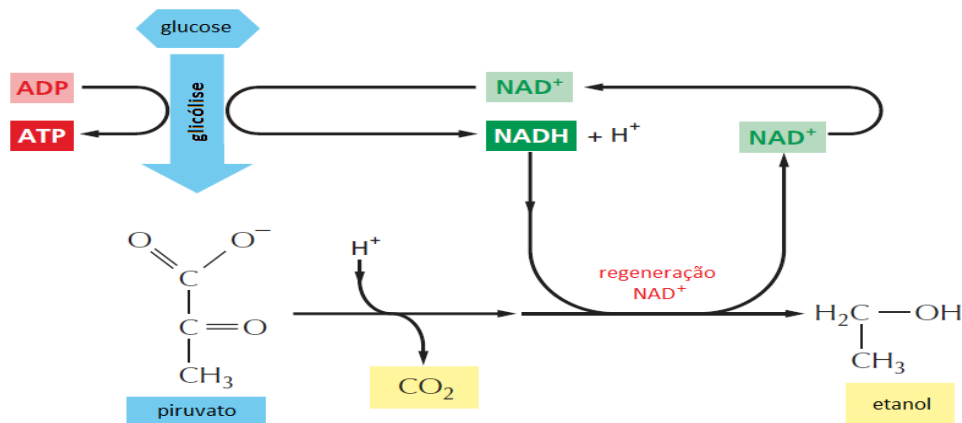 glucose
ADP
ATP
glicólise
NAD⁺
NADH + H⁺
NAD⁺
O
O⁻
C
C=O
CH₃
piruvato
H⁺
CO₂
regeneração
NAD⁺
H₂C—OH
CH₃
etanol